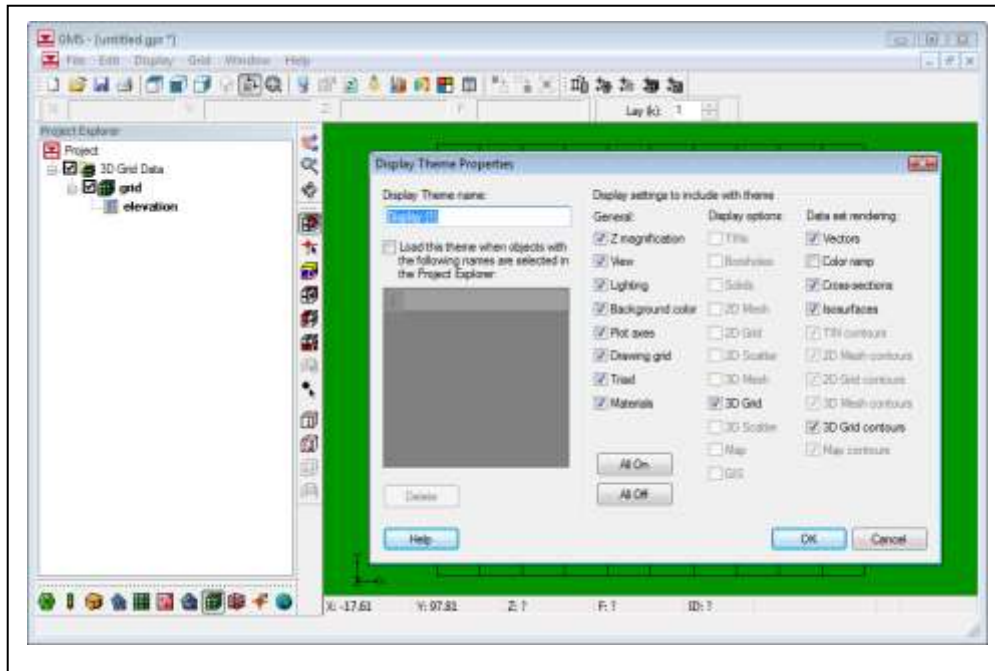 GMS - [untitled.gpr *]
File Edit Display Grid Window Help
X: Y: Z: F: Lay (k): 1
Project Explorer
Project
3D Grid Data
grid
elevation
Display Theme Properties
Display Theme name:
Display (1)
Load this theme when objects with
the following names are selected in
the Project Explorer
Delete
Help
Display settings to include with theme
General:
Z magnification
View
Lighting
Background color
Plot axes
Drawing grid
Triad
Materials
All On
All Off
Display options:
Title
Boreholes
Solids
2D Mesh
2D Grid
2D Scatter
3D Mesh
3D Grid
3D Scatter
Map
GIS
Data set rendering:
Vectors
Color ramp
Cross-sections
Isosurfaces
TIN contours
2D Mesh contours
2D Grid contours
3D Mesh contours
3D Grid contours
Map contours
OK
Cancel
X: -17.61 Y: 97.81 Z: ? F: ? ID: ?